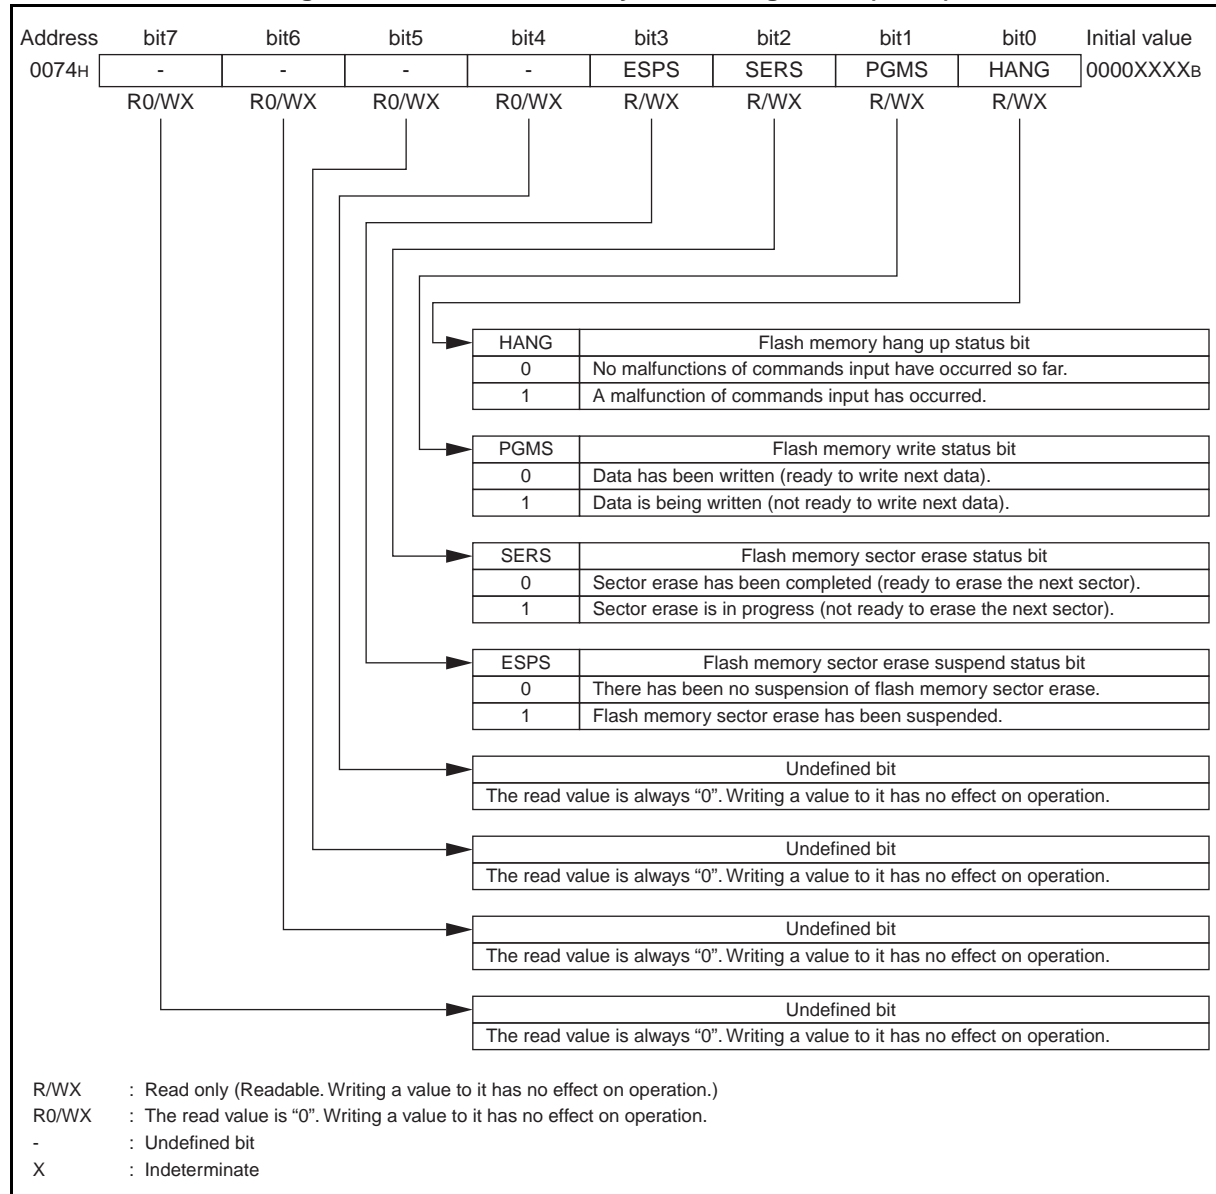 Address bit7 bit6 bit5 bit4 bit3 bit2 bit1 bit0 Initial value
0074H - - - - ESPS SERS PGMS HANG 0000XXXXB
R0/WX R0/WX R0/WX R0/WX R/WX R/WX R/WX R/WX
HANG Flash memory hang up status bit
0 No malfunctions of commands input have occurred so far.
1 A malfunction of commands input has occurred.
PGMS Flash memory write status bit
0 Data has been written (ready to write next data).
1 Data is being written (not ready to write next data).
SERS Flash memory sector erase status bit
0 Sector erase has been completed (ready to erase the next sector).
1 Sector erase is in progress (not ready to erase the next sector).
ESPS Flash memory sector erase suspend status bit
0 There has been no suspension of flash memory sector erase.
1 Flash memory sector erase has been suspended.
Undefined bit
The read value is always “0”. Writing a value to it has no effect on operation.
Undefined bit
The read value is always “0”. Writing a value to it has no effect on operation.
Undefined bit
The read value is always “0”. Writing a value to it has no effect on operation.
Undefined bit
The read value is always “0”. Writing a value to it has no effect on operation.
R/WX : Read only (Readable. Writing a value to it has no effect on operation.)
R0/WX : The read value is “0”. Writing a value to it has no effect on operation.
- : Undefined bit
X : Indeterminate